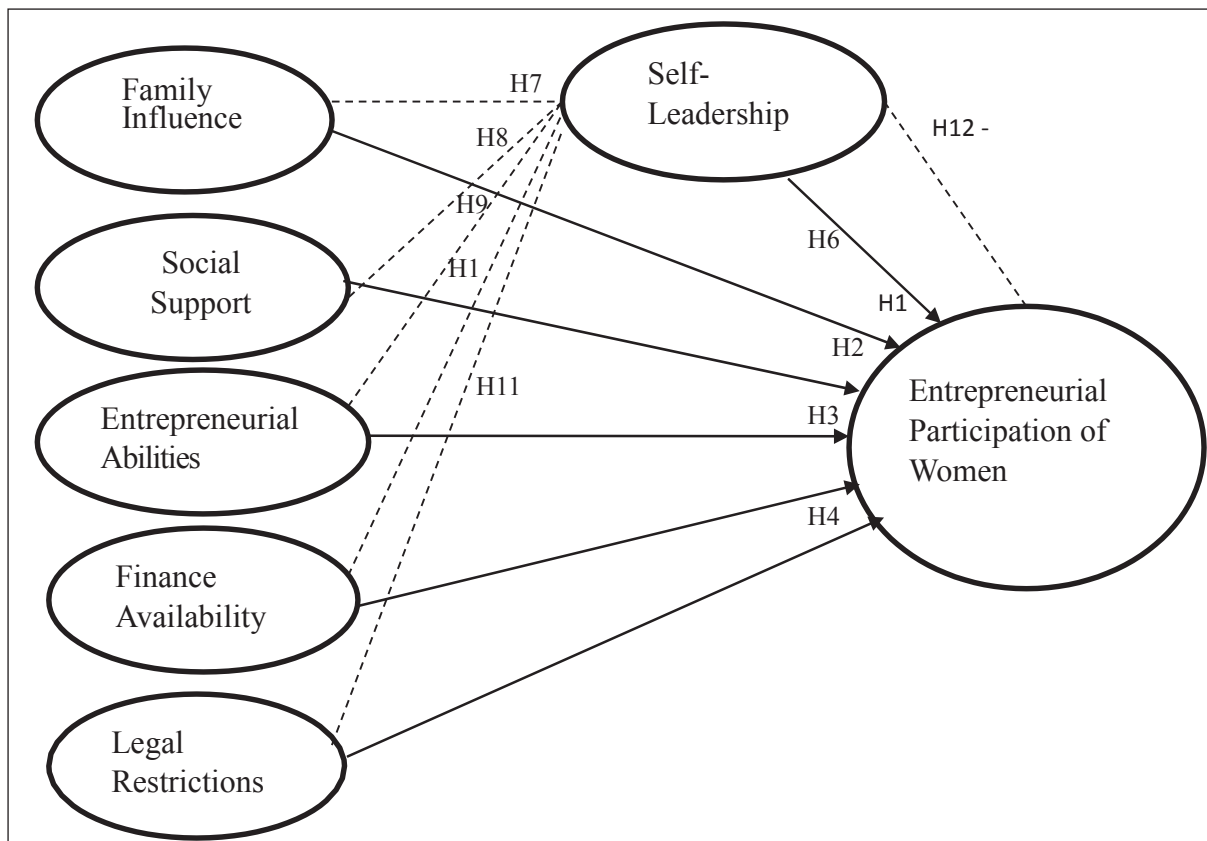 Family
Influence
H7
Self-
Leadership
H12 -
H8
H9
Social
Support
H1
H6
H1
H2
H11
Entrepreneurial
Abilities
H3
Entrepreneurial
Participation of
Women
H4
Finance
Availability
Legal
Restrictions